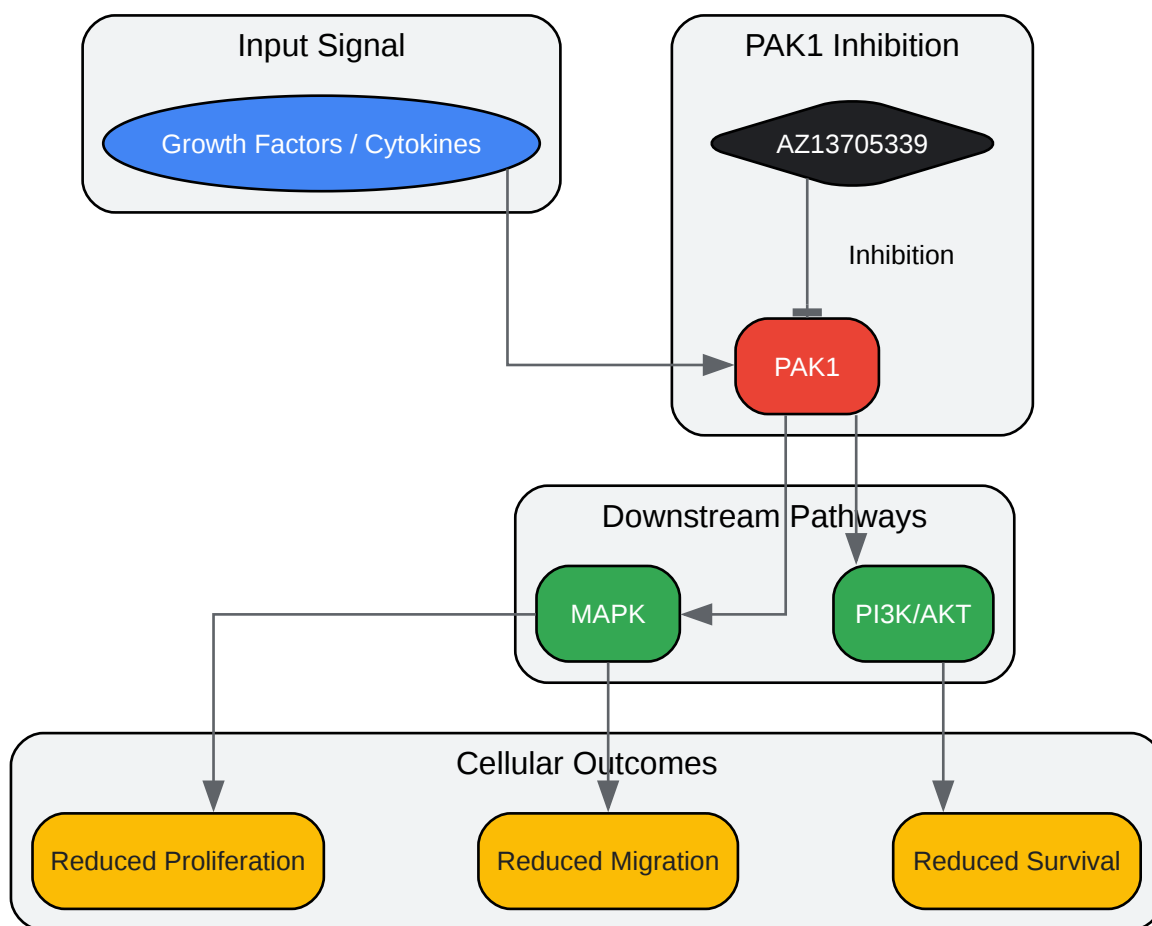 Input Signal
PAK1 Inhibition
Growth Factors / Cytokines
AZ13705339
Inhibition
PAK1
Downstream Pathways
MAPK
PI3K/AKT
Cellular Outcomes
Reduced Proliferation
Reduced Migration
Reduced Survival